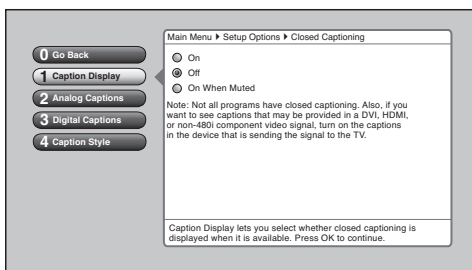 Main Menu ▶ Setup Options ▶ Closed Captioning
0 Go Back
1 Caption Display
2 Analog Captions
3 Digital Captions
4 Caption Style
On
Off
On When Muted
Note: Not all programs have closed captioning. Also, if you
want to see captions that may be provided in a DVI, HDMI,
or non-480i component video signal, turn on the captions
in the device that is sending the signal to the TV.
Caption Display lets you select whether closed captioning is
displayed when it is available. Press OK to continue.